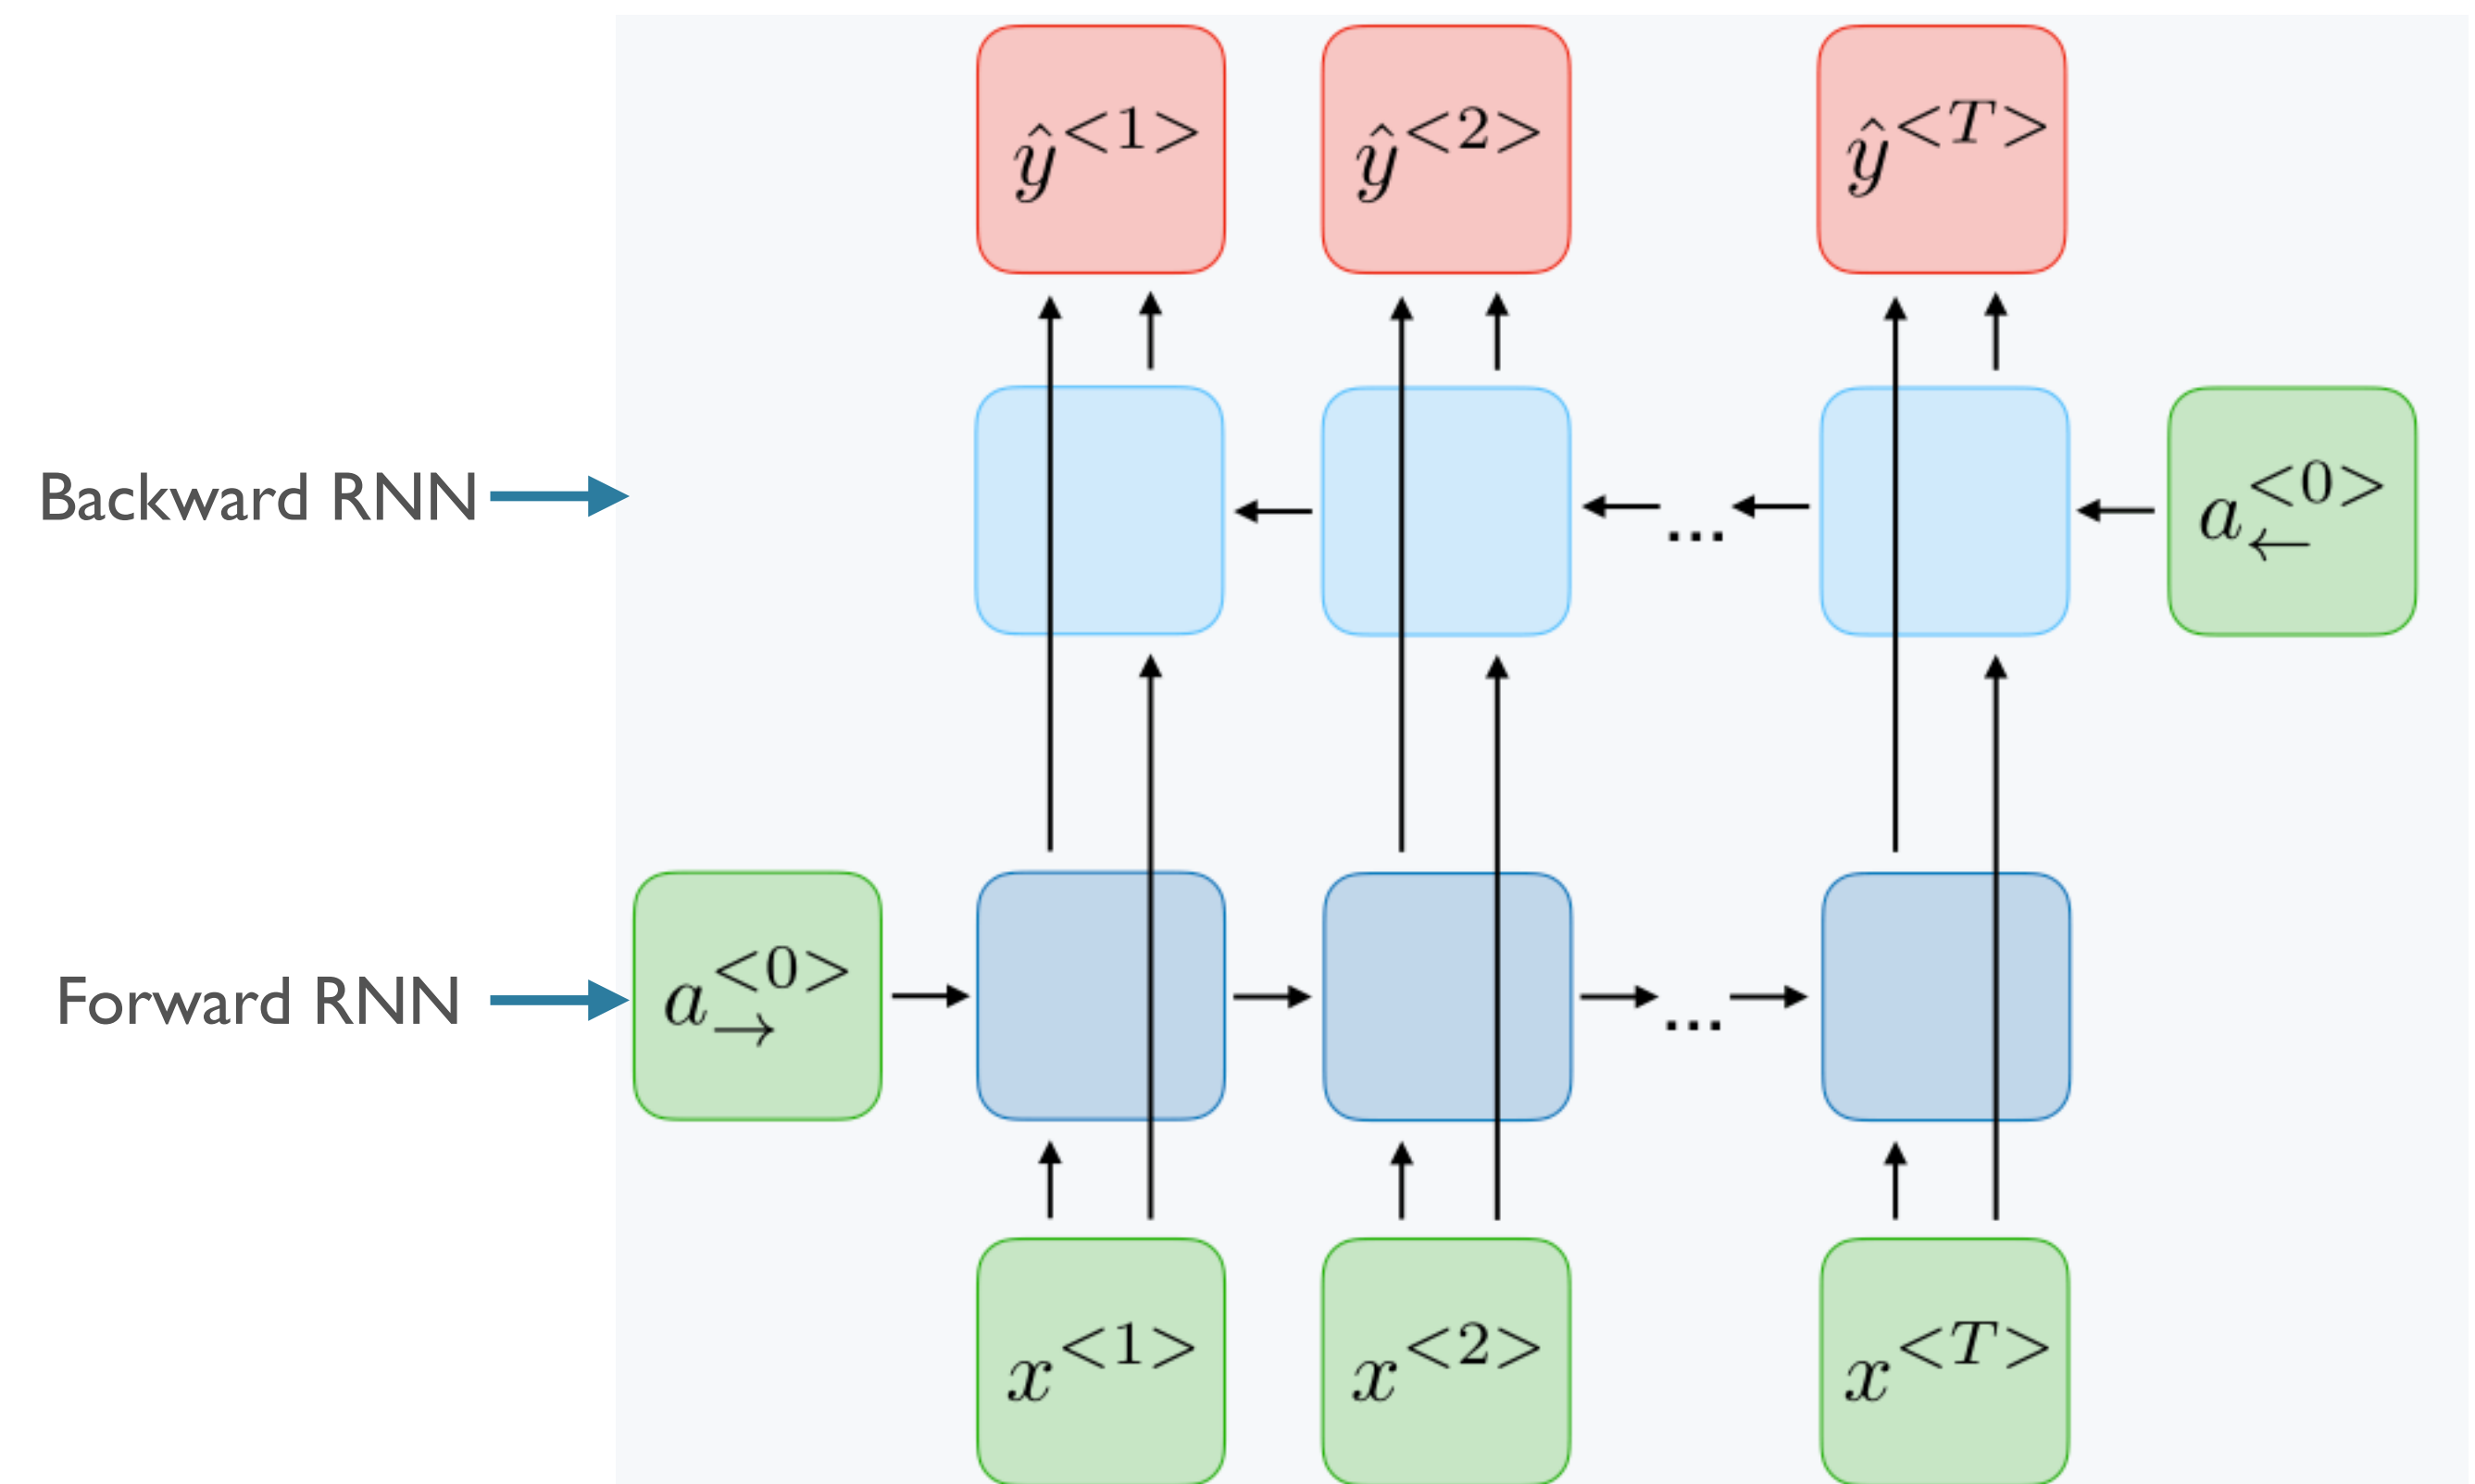 ŷ<1> ŷ<2> ŷ<T>
Backward RNN ... a←<0>
Forward RNN a→<0> ...
x<1> x<2> x<T>